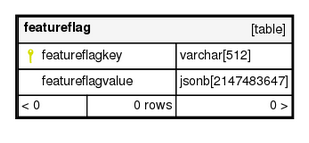 featureflag [table]
featureflagkey varchar[512]
featureflagvalue jsonb[2147483647]
< 0 0 rows 0 >